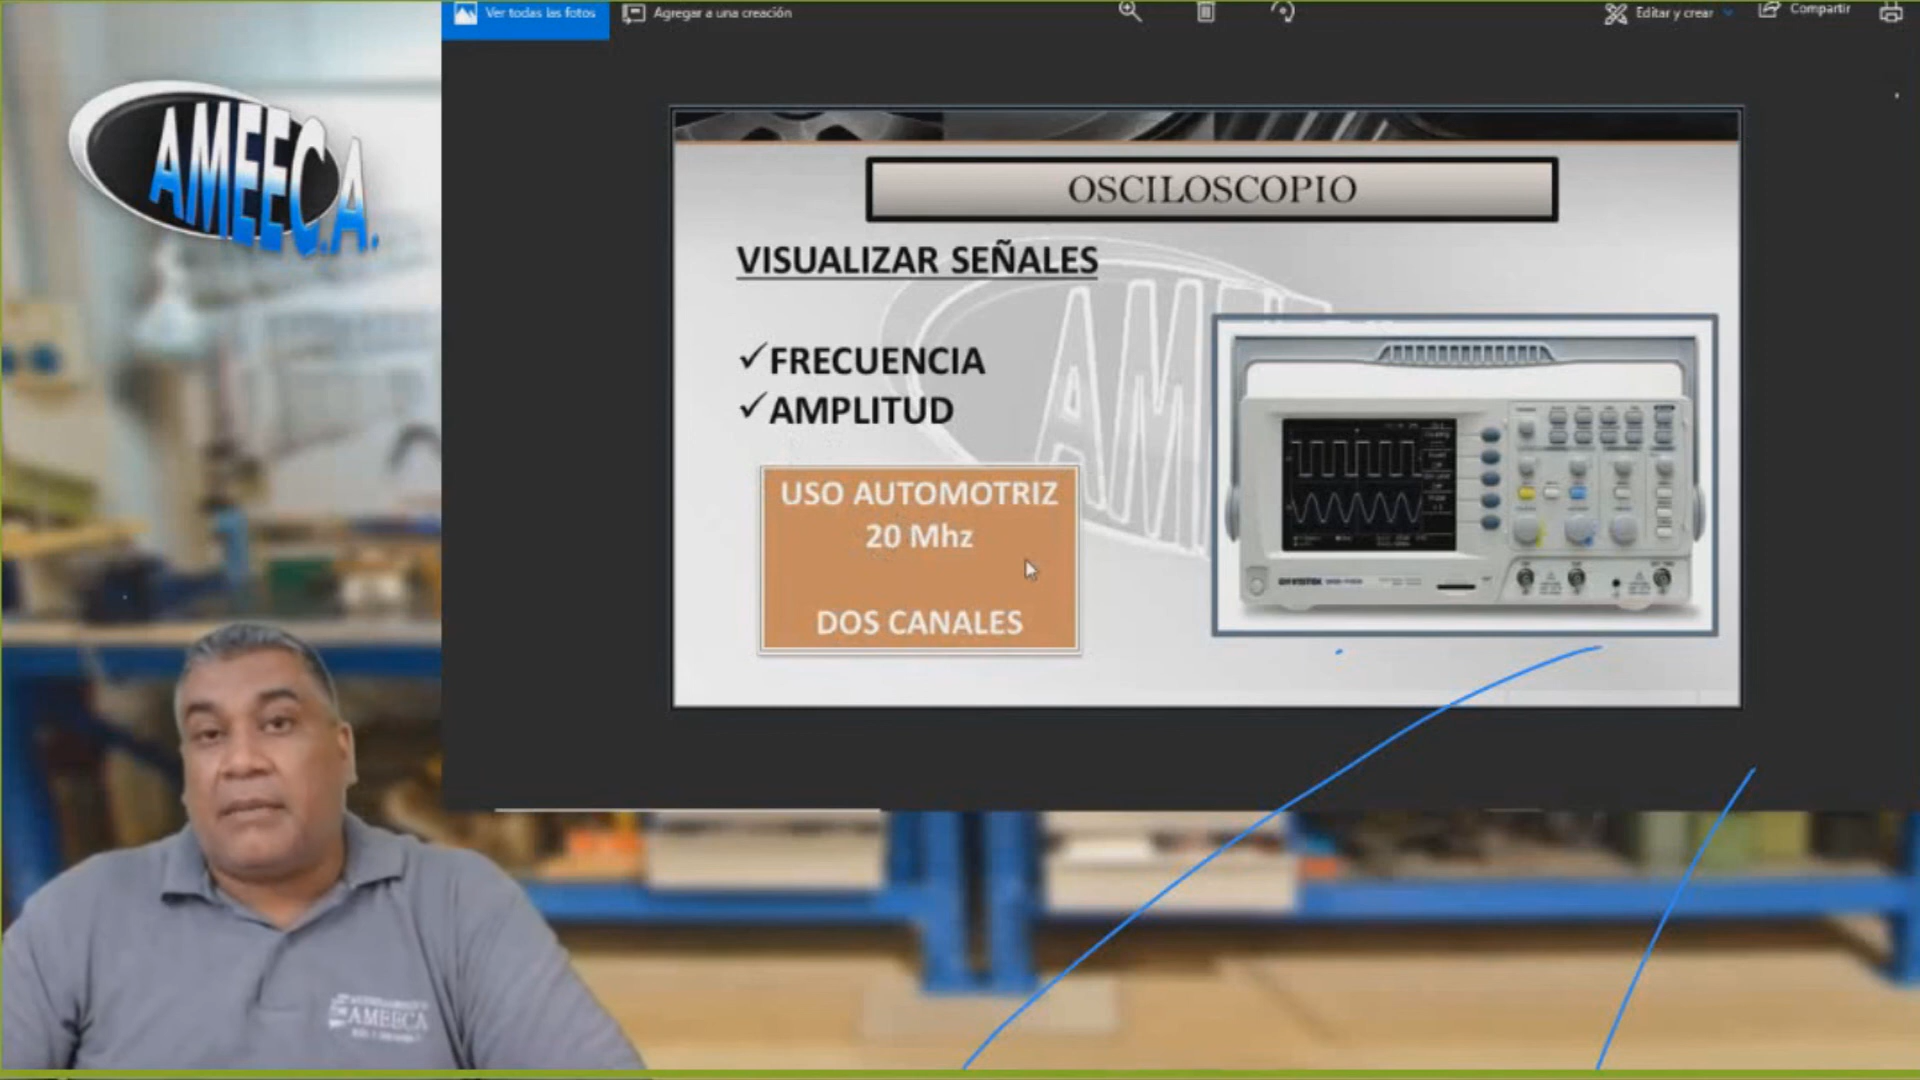 Ver todas las fotos
Agregar a una creación
Editar y crear
Compartir
AMEEC.A.
OSCILOSCOPIO
VISUALIZAR SEÑALES
✓FRECUENCIA
✓AMPLITUD
USO AUTOMOTRIZ
20 Mhz
DOS CANALES
AMEECA